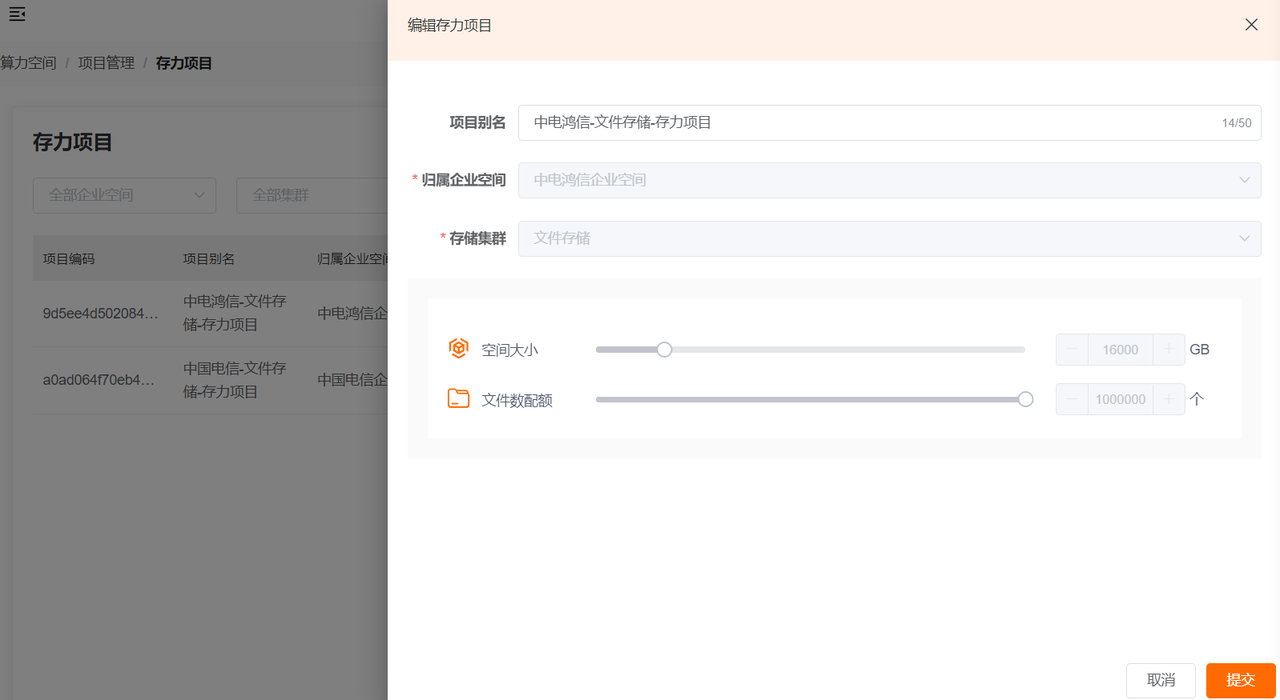 算力空间 / 项目管理 / 存力项目
存力项目
全部企业空间
全部集群
项目编码 项目别名 归属企业空间
9d5ee4d502084... 中电鸿信-文件存储-存力项目 中电鸿信企
a0ad064f70eb4... 中国电信-文件存储-存力项目 中国电信企
编辑存力项目
项目别名 中电鸿信-文件存储-存力项目 14/50
* 归属企业空间 中电鸿信企业空间
* 存储集群 文件存储
空间大小 16000 GB
文件数配额 1000000 个
取消 提交